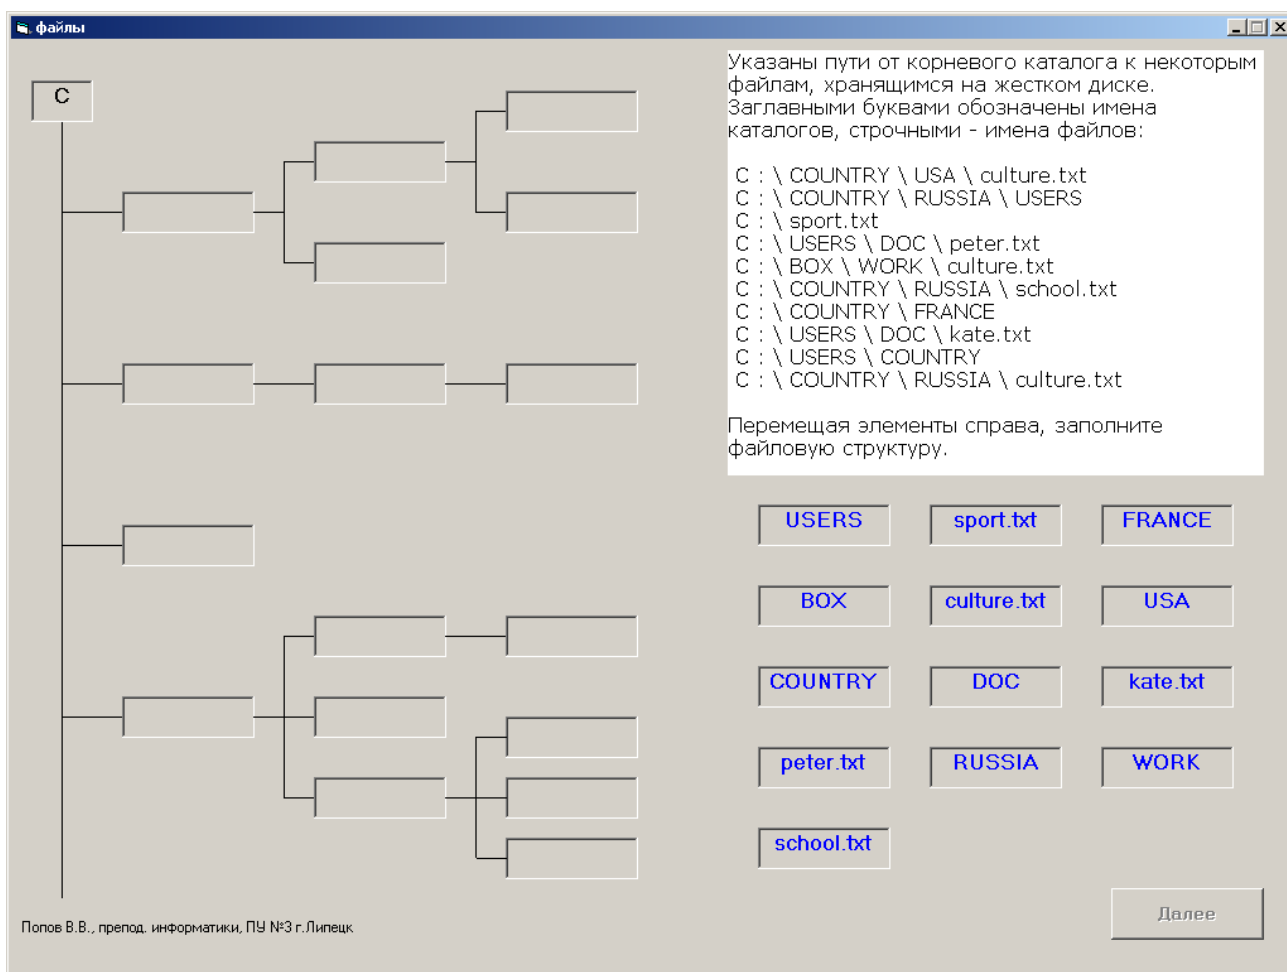 файлы
C
Указаны пути от корневого каталога к некоторым
файлам, хранящимся на жестком диске.
Заглавными буквами обозначены имена
каталогов, строчными - имена файлов:
C : \ COUNTRY \ USA \ culture.txt
C : \ COUNTRY \ RUSSIA \ USERS
C : \ sport.txt
C : \ USERS \ DOC \ peter.txt
C : \ BOX \ WORK \ culture.txt
C : \ COUNTRY \ RUSSIA \ school.txt
C : \ COUNTRY \ FRANCE
C : \ USERS \ DOC \ kate.txt
C : \ USERS \ COUNTRY
C : \ COUNTRY \ RUSSIA \ culture.txt
Перемещая элементы справа, заполните
файловую структуру.
USERS sport.txt FRANCE
BOX culture.txt USA
COUNTRY DOC kate.txt
peter.txt RUSSIA WORK
school.txt
Далее
Попов В.В., препод. информатики, ПУ №3 г.Липецк